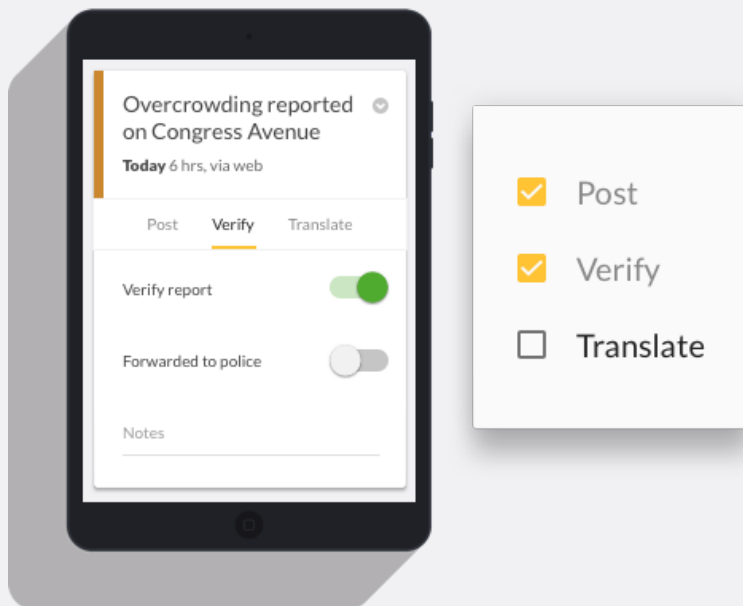 Overcrowding reported
on Congress Avenue
Today 6 hrs, via web
Post Verify Translate
Verify report
Forwarded to police
Notes
Post
Verify
Translate